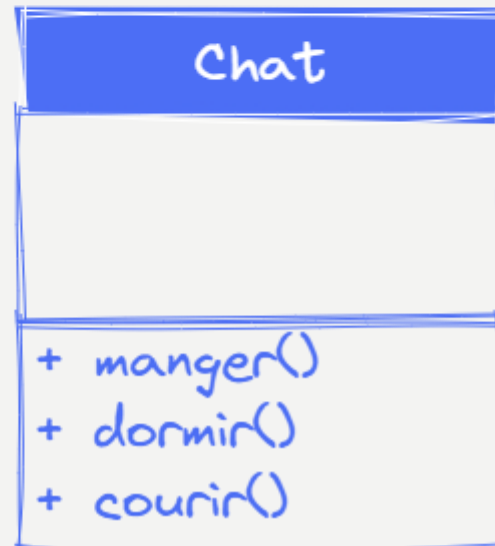 Chat
+ manger()
+ dormir()
+ courir()